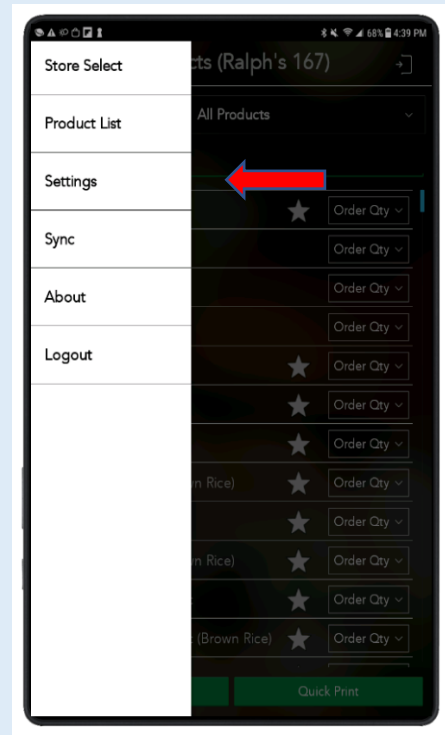 68% 4:39 PM
Store Select
cts (Ralph's 167)
Product List
All Products
Settings
Order Qty
Sync
Order Qty
About
Order Qty
Order Qty
Logout
Order Qty
Order Qty
Order Qty
n Rice)
Order Qty
Order Qty
n Rice)
Order Qty
Order Qty
(Brown Rice)
Order Qty
Quick Print